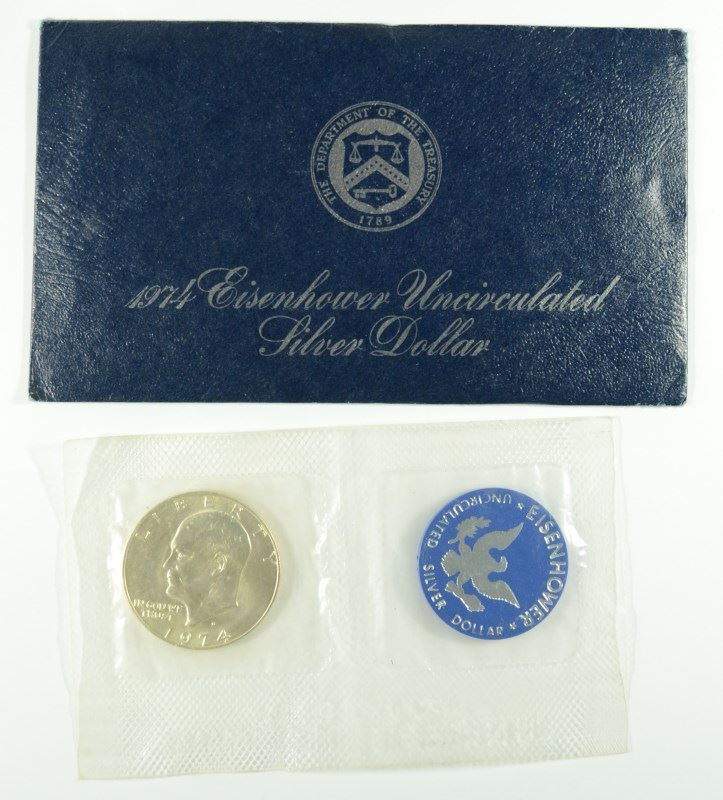 THE DEPARTMENT OF THE TREASURY
1789
1974 Eisenhower Uncirculated
Silver Dollar
LIBERTY
IN GOD WE
TRUST
1974
EISENHOWER
UNCIRCULATED SILVER DOLLAR